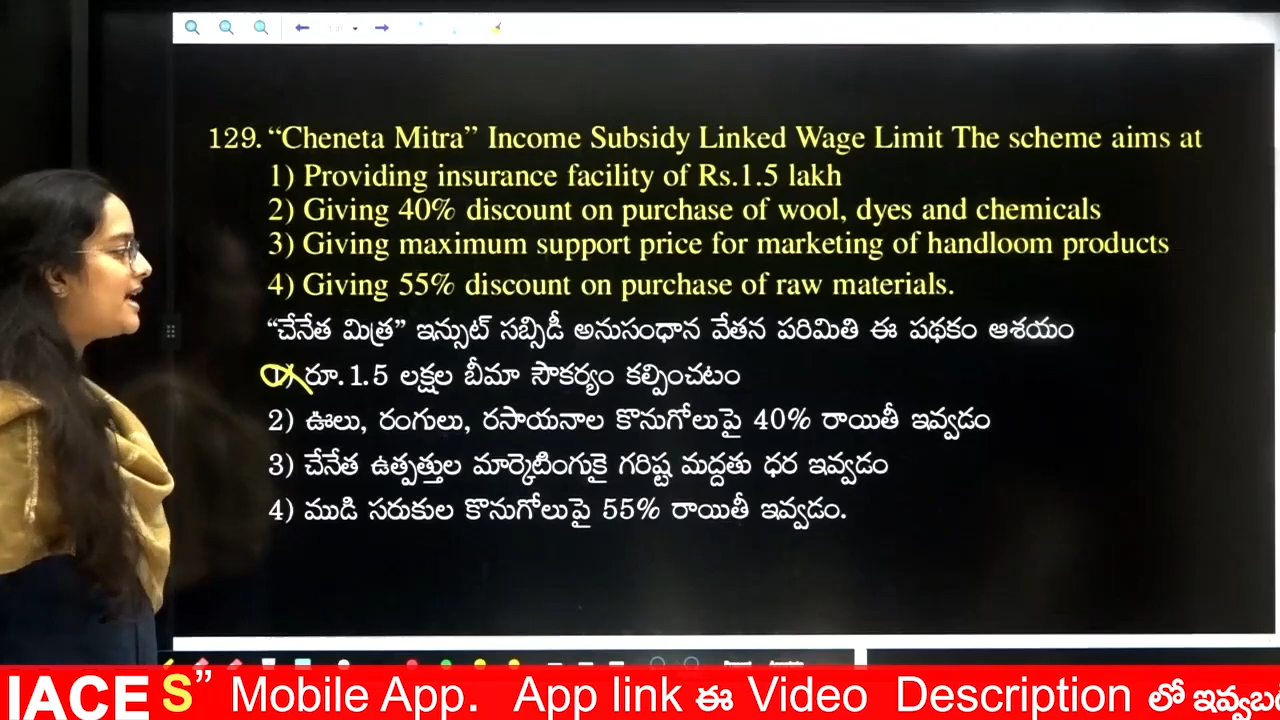 129. “Cheneta Mitra” Income Subsidy Linked Wage Limit The scheme aims at
1) Providing insurance facility of Rs.1.5 lakh
2) Giving 40% discount on purchase of wool, dyes and chemicals
3) Giving maximum support price for marketing of handloom products
4) Giving 55% discount on purchase of raw materials.
“చేనేత మిత్ర” ఇన్సుట్ సబ్సిడీ అనుసంధాన వేతన పరిమితి ఈ పథకం ఆశయం
రూ.1.5 లక్షల బీమా సౌకర్యం కల్పించటం
2) ఊలు, రంగులు, రసాయనాల కొనుగోలుపై 40% రాయితీ ఇవ్వడం
3) చేనేత ఉత్పత్తుల మార్కెటింగుకై గరిష్ట మద్దతు ధర ఇవ్వడం
4) ముడి సరుకుల కొనుగోలుపై 55% రాయితీ ఇవ్వడం.
IACE S” Mobile App. App link ఈ Video Description లో